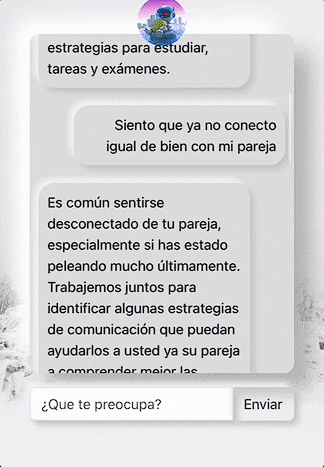 estrategias para estudiar,
tareas y exámenes.
Siento que ya no conecto
igual de bien con mi pareja
Es común sentirse
desconectado de tu pareja,
especialmente si has estado
peleando mucho últimamente.
Trabajemos juntos para
identificar algunas estrategias
de comunicación que puedan
ayudarlos a usted ya su pareja
a comprender mejor las
¿Que te preocupa?
Enviar